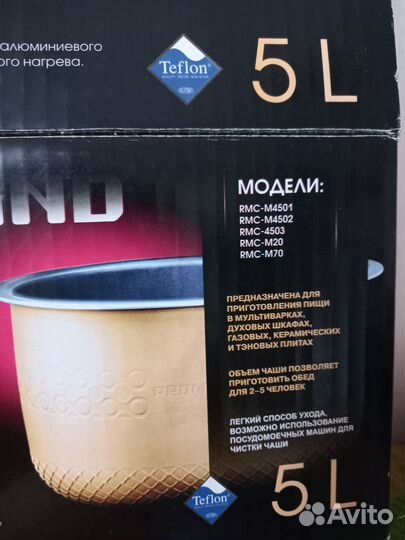 алюминиевого
ого нагрева.
Teflon
5 L
OND
МОДЕЛИ:
RMC-M4501
RMC-M4502
RMC-4503
RMC-M20
RMC-M70
ПРЕДНАЗНАЧЕНА ДЛЯ
ПРИГОТОВЛЕНИЯ ПИЩИ
В МУЛЬТИВАРКАХ,
ДУХОВЫХ ШКАФАХ,
ГАЗОВЫХ, КЕРАМИЧЕСКИХ
И ТЭНОВЫХ ПЛИТАХ
ОБЪЕМ ЧАШИ ПОЗВОЛЯЕТ
ПРИГОТОВИТЬ ОБЕД
ДЛЯ 2–5 ЧЕЛОВЕК
REDM
ЛЕГКИЙ СПОСОБ УХОДА,
ВОЗМОЖНО ИСПОЛЬЗОВАНИЕ
ПОСУДОМОЕЧНЫХ МАШИН ДЛЯ
ЧИСТКИ ЧАШИ
Teflon
5 L
Avito